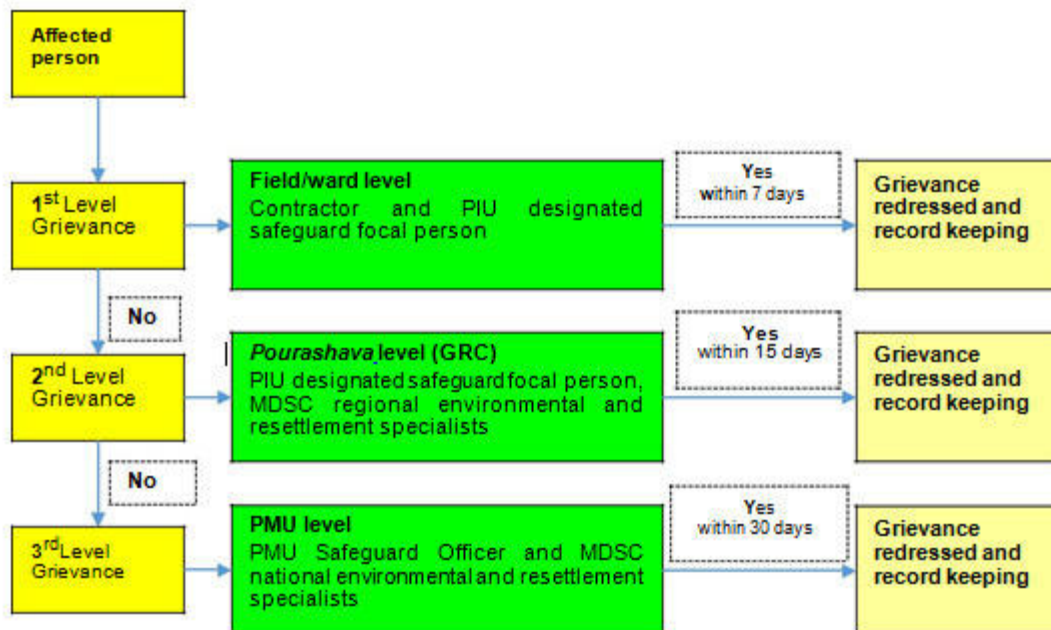 Affected
person
1st Level
Grievance
Field/ward level
Contractor and PIU designated
safeguard focal person
Yes
within 7 days
Grievance
redressed and
record keeping
No
2nd Level
Grievance
Pourashava level (GRC)
PIU designated safeguard focal person,
MDSC regional environmental and
resettlement specialists
Yes
within 15 days
Grievance
redressed and
record keeping
No
3rd Level
Grievance
PMU level
PMU Safeguard Officer and MDSC
national environmental and resettlement
specialists
Yes
within 30 days
Grievance
redressed and
record keeping